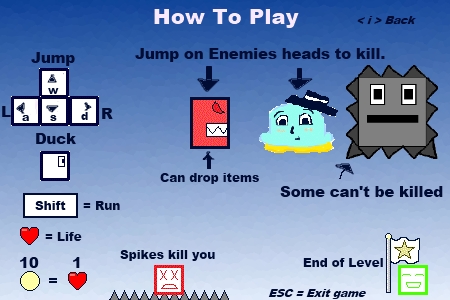 How To Play
< i > Back
Jump
Jump on Enemies heads to kill.
w
L a s d R
Duck
Can drop items
Some can't be killed
Shift = Run
= Life
10 1
=
Spikes kill you
End of Level
ESC = Exit game